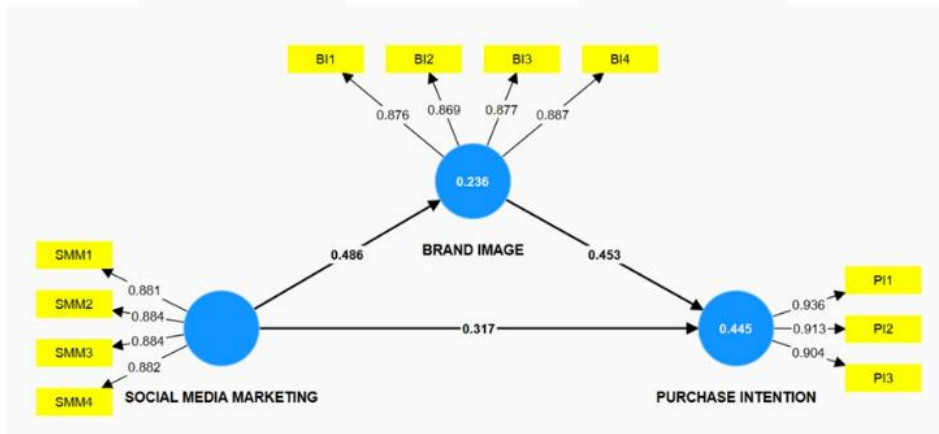 BI1 BI2 BI3 BI4
0.876 0.869 0.877 0.887
0.236
BRAND IMAGE
0.486 0.453
SMM1
SMM2
SMM3
SMM4
0.881
0.884
0.884
0.882
SOCIAL MEDIA MARKETING
0.317
0.445
PURCHASE INTENTION
0.936
0.913
0.904
PI1
PI2
PI3